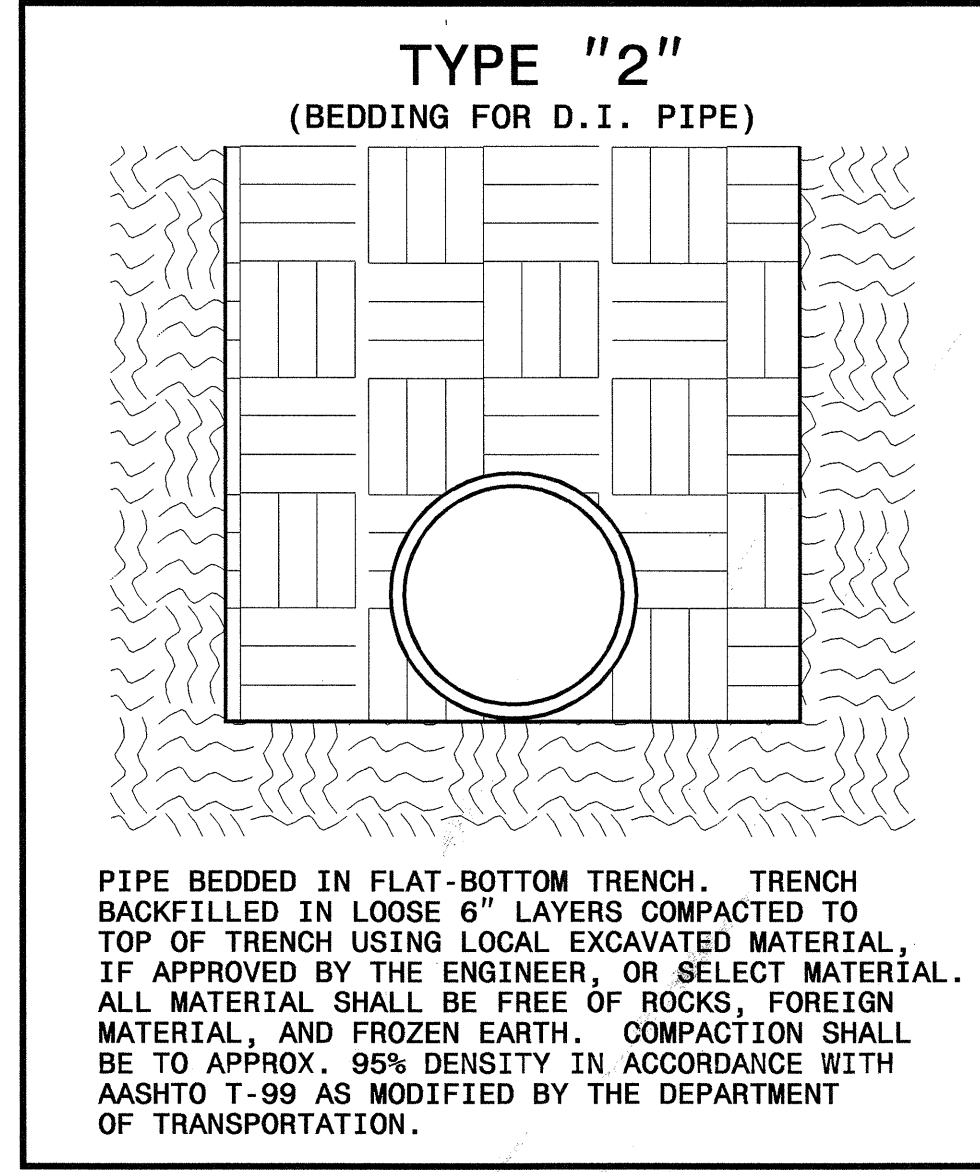 TYPE "2"
(BEDDING FOR D.I. PIPE)
PIPE BEDDED IN FLAT-BOTTOM TRENCH. TRENCH
BACKFILLED IN LOOSE 6" LAYERS COMPACTED TO
TOP OF TRENCH USING LOCAL EXCAVATED MATERIAL,
IF APPROVED BY THE ENGINEER, OR SELECT MATERIAL.
ALL MATERIAL SHALL BE FREE OF ROCKS, FOREIGN
MATERIAL, AND FROZEN EARTH. COMPACTION SHALL
BE TO APPROX. 95% DENSITY IN ACCORDANCE WITH
AASHTO T-99 AS MODIFIED BY THE DEPARTMENT
OF TRANSPORTATION.